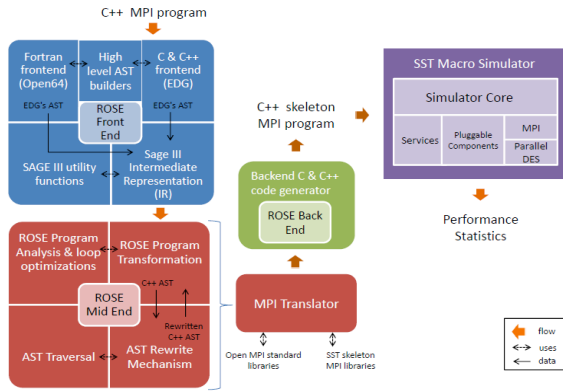 C++ MPI program
Fortran
frontend
(Open64)
High
level AST
builders
C & C++
frontend
(EDG)
EDG's AST
EDG's AST
ROSE
Front
End
SAGE III utility
functions
Sage III
Intermediate
Representation
(IR)
ROSE Program
Analysis & loop
optimizations
ROSE Program
Transformation
C++ AST
ROSE
Mid End
Rewritten
C++ AST
AST Traversal
AST Rewrite
Mechanism
C++ skeleton
MPI program
Backend C & C++
code generator
ROSE Back
End
MPI Translator
Open MPI standard
libraries
SST skeleton
MPI libraries
SST Macro Simulator
Simulator Core
Services
Pluggable
Components
MPI
Parallel
DES
Performance
Statistics
flow
uses
data